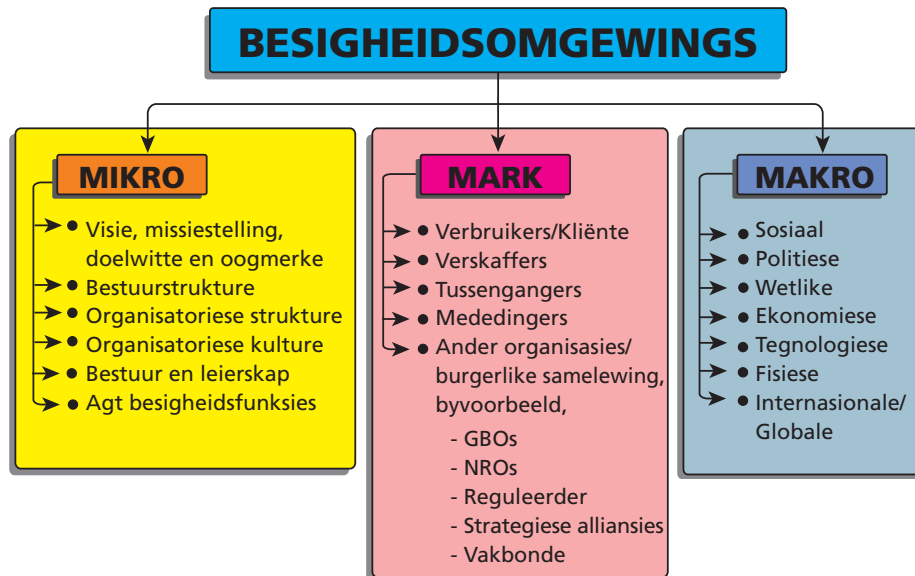 BESIGHEIDSOMGEWINGS
MIKRO
• Visie, missiestelling,
doelwitte en oogmerke
• Bestuurstrukture
• Organisatoriese strukture
• Organisatoriese kulture
• Bestuur en leierskap
• Agt besigheidsfunksies
MARK
• Verbruikers/Kliënte
• Verskaffers
• Tussengangers
• Mededingers
• Ander organisasies/
burgerlike samelewing,
byvoorbeeld,
- GBOs
- NROs
- Reguleerder
- Strategiese alliansies
- Vakbonde
MAKRO
• Sosiaal
• Politiese
• Wetlike
• Ekonomiese
• Tegnologiese
• Fisiese
• Internasionale/
Globale